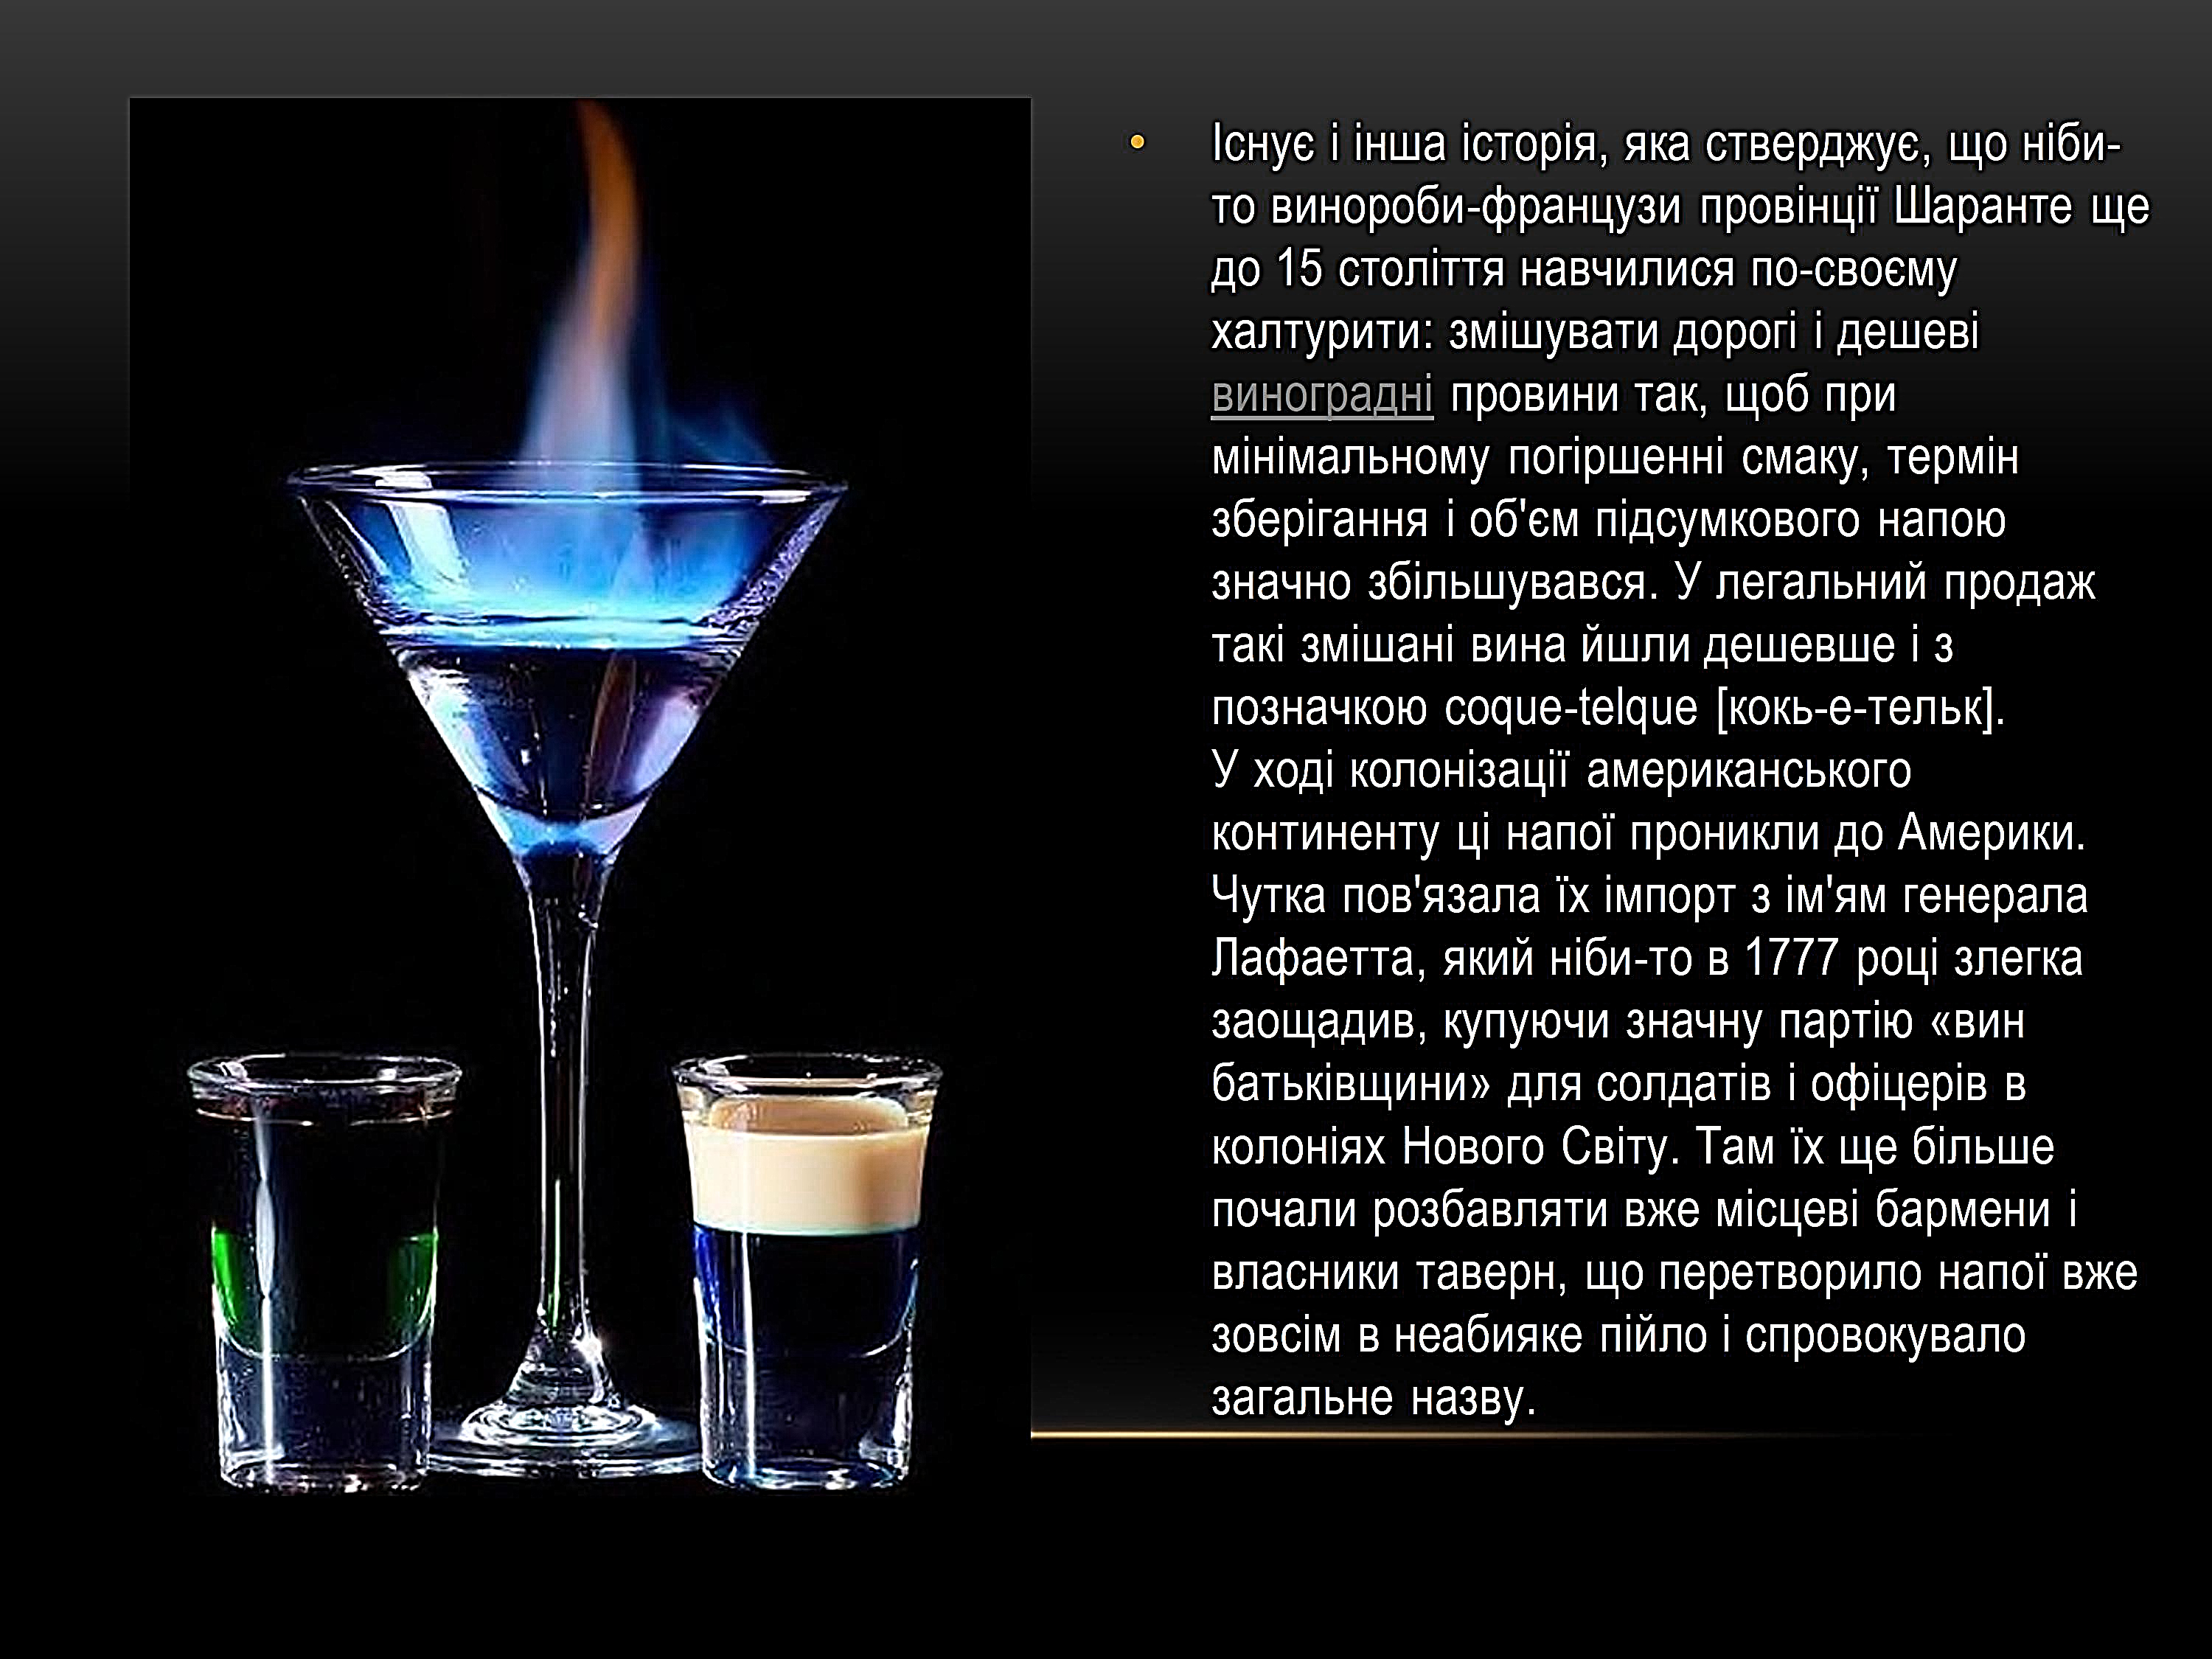 • Існує і інша історія, яка стверджує, що ніби-
то винороби-французи провінції Шаранте ще
до 15 століття навчилися по-своєму
халтурити: змішувати дорогі і дешеві
виноградні провини так, щоб при
мінімальному погіршенні смаку, термін
зберігання і об'єм підсумкового напою
значно збільшувався. У легальний продаж
такі змішані вина йшли дешевше і з
позначкою coque-telque [кокь-е-тельк].
У ході колонізації американського
континенту ці напої проникли до Америки.
Чутка пов'язала їх імпорт з ім'ям генерала
Лафаетта, який ніби-то в 1777 році злегка
заощадив, купуючи значну партію «вин
батьківщини» для солдатів і офіцерів в
колоніях Нового Світу. Там їх ще більше
почали розбавляти вже місцеві бармени і
власники таверн, що перетворило напої вже
зовсім в неабияке пійло і спровокувало
загальне назву.